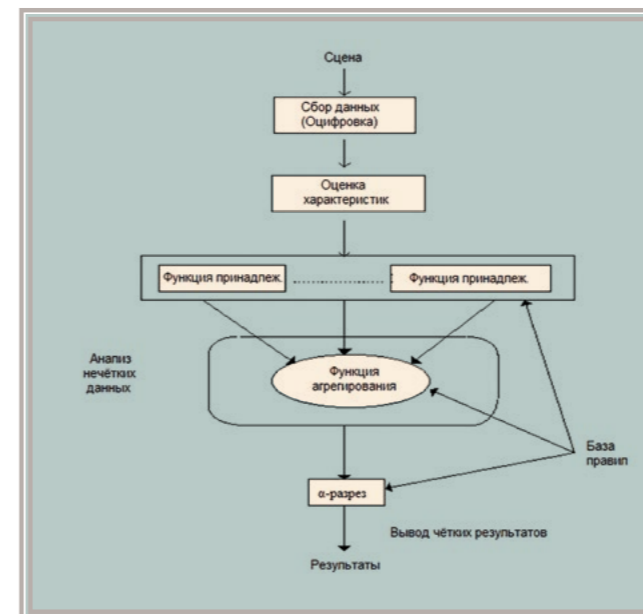 Сцена
Сбор данных
(Оцифровка)
Оценка
характеристик
Функция принадлеж.
Функция принадлеж.
Анализ
нечётких
данных
Функция
агрегирования
База
правил
α-разрез
Вывод чётких результатов
Результаты